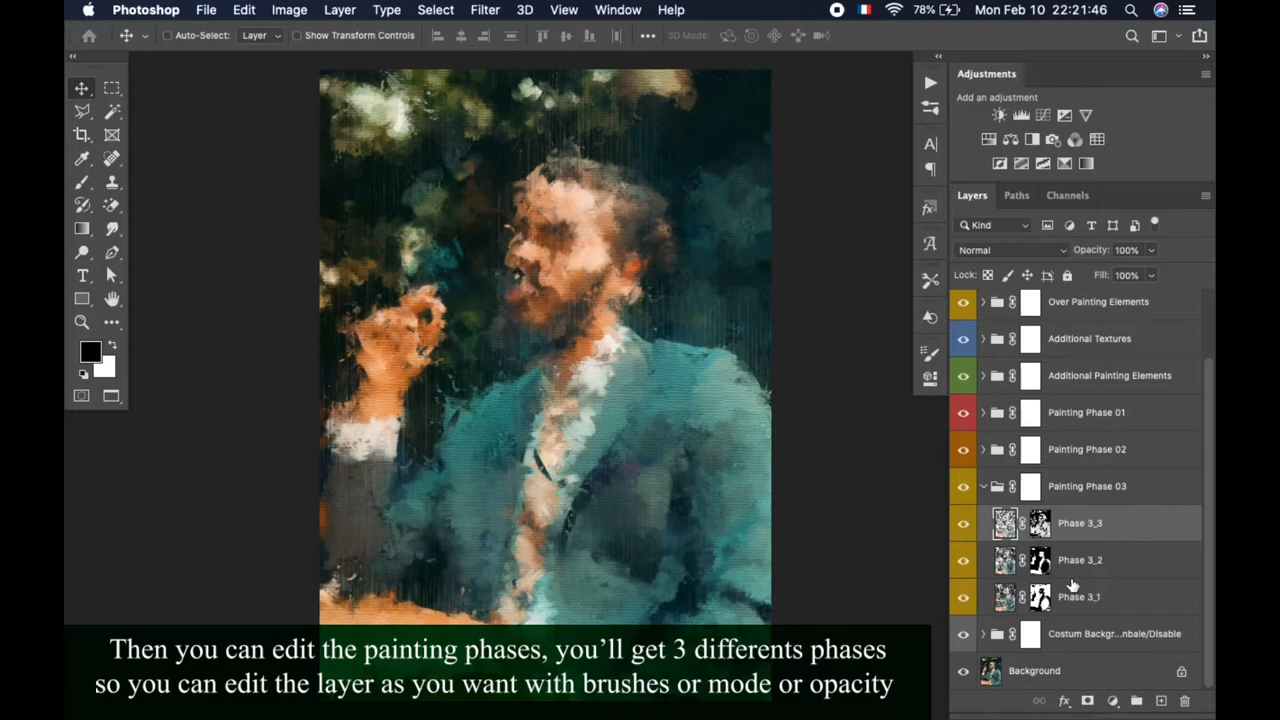 Photoshop File Edit Image Layer Type Select Filter 3D View Window Help 78% Mon Feb 10 22:21:46
Auto-Select: Layer Show Transform Controls 3D Mode:
Adjustments
Add an adjustment
Layers Paths Channels
Kind
Normal Opacity: 100%
Lock: Fill: 100%
Over Painting Elements
Additional Textures
Additional Painting Elements
Painting Phase 01
Painting Phase 02
Painting Phase 03
Phase 3_3
Phase 3_2
Phase 3_1
Costum Backgr...nbale/DIsable
Background
Then you can edit the painting phases, you’ll get 3 differents phases
so you can edit the layer as you want with brushes or mode or opacity